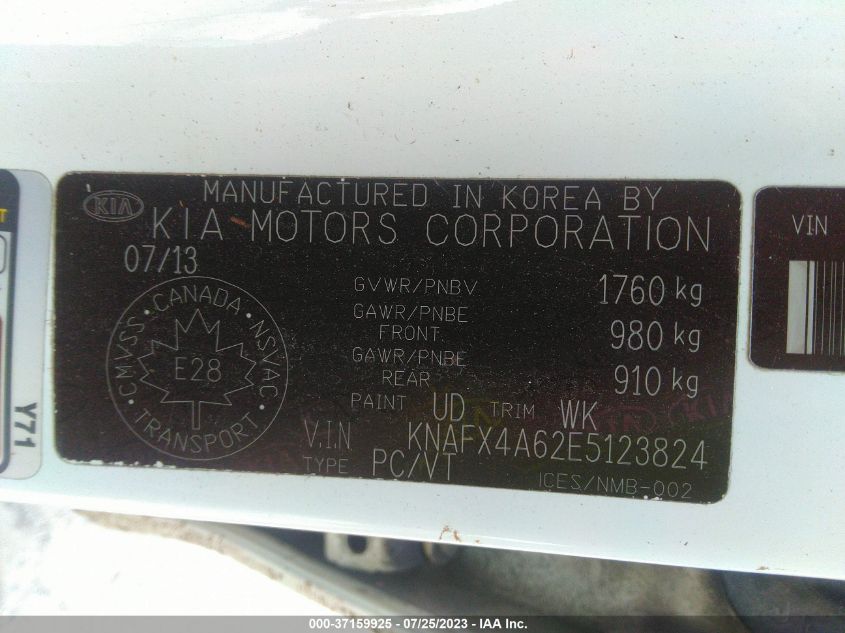 MANUFACTURED IN KOREA BY
KIA
KIA MOTORS CORPORATION
07/13
GVWR/PNBV 1760 kg
GAWR/PNBE
FRONT 980 kg
GAWR/PNBE
REAR 910 kg
CMVSS • CANADA • NSVAC
E28
TRANSPORT
PAINT UD TRIM WK
V.I.N KNAFX4A62E5123824
TYPE PC/VT
ICES/NMB-002
VIN
Y71
000-37159925 - 07/25/2023 - IAA Inc.